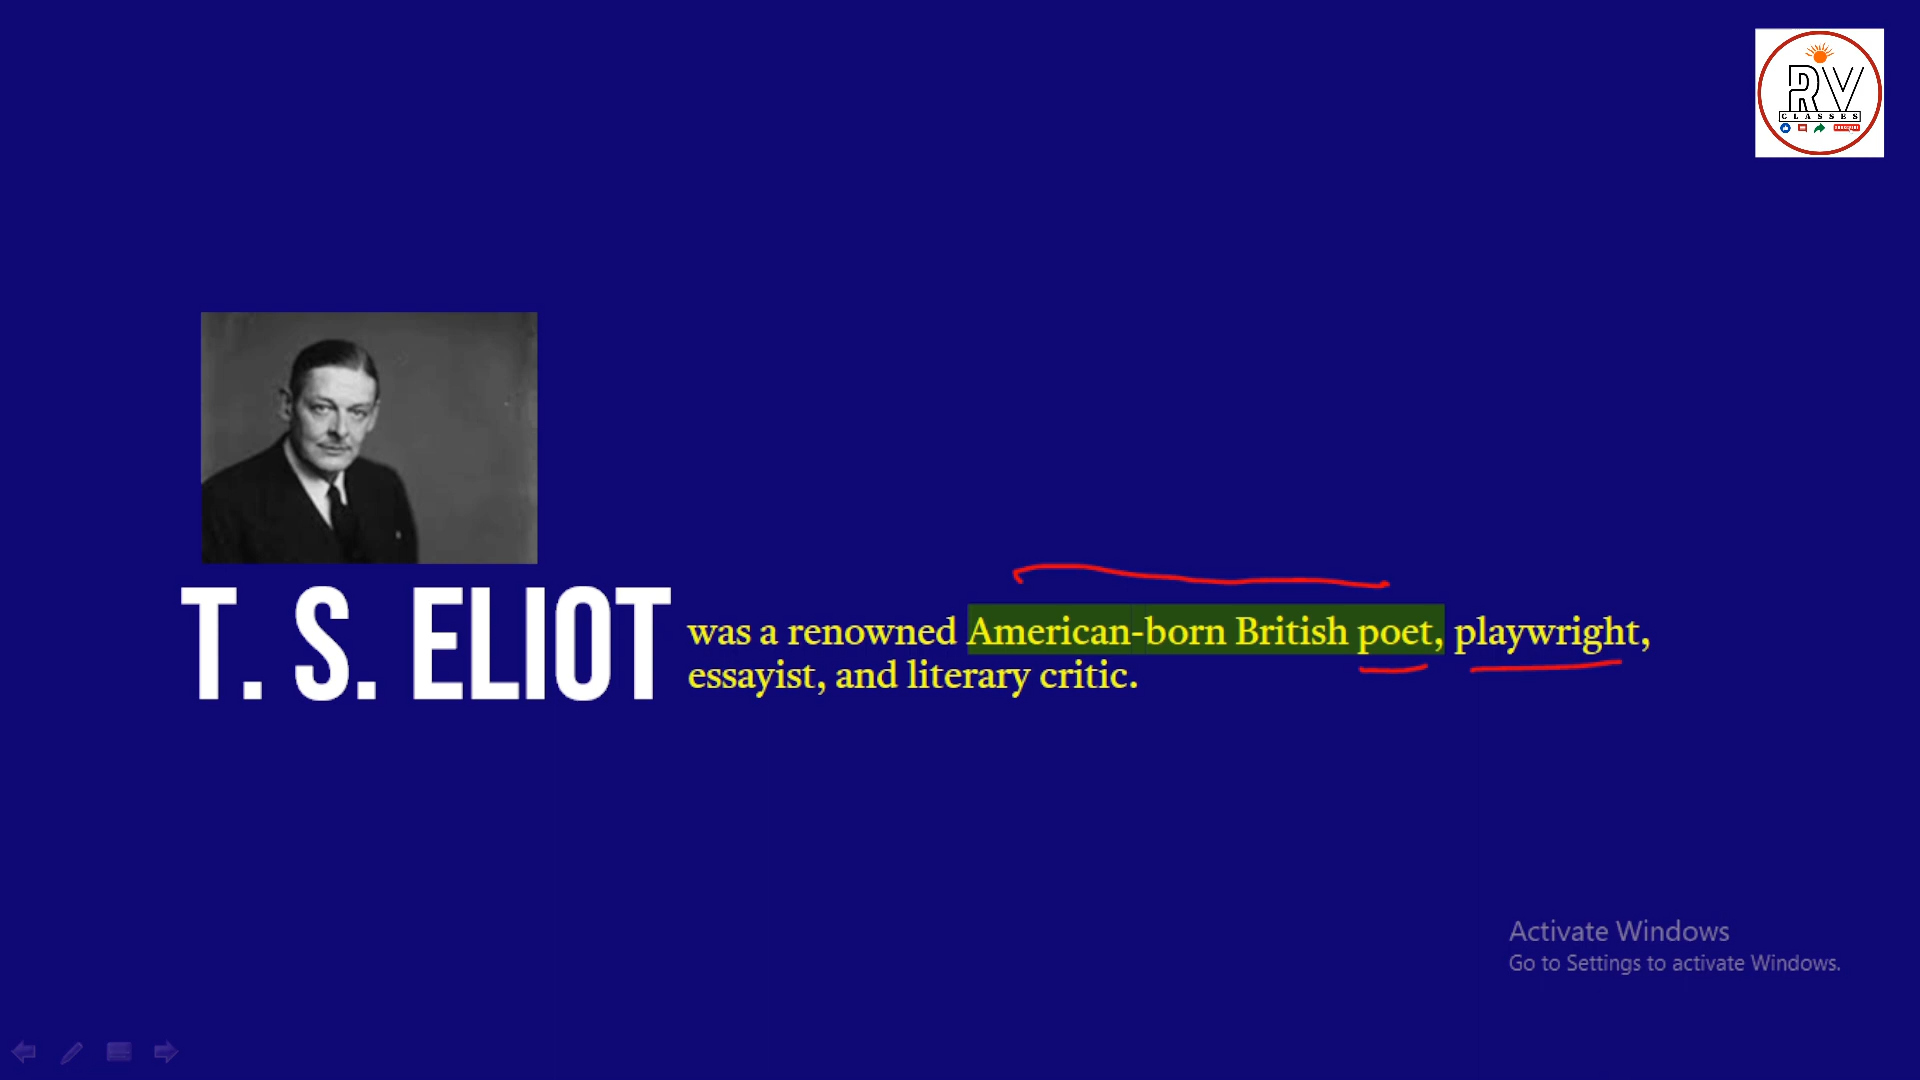 RV
CLASSES
T. S. ELIOT was a renowned American-born British poet, playwright,
essayist, and literary critic.
Activate Windows
Go to Settings to activate Windows.